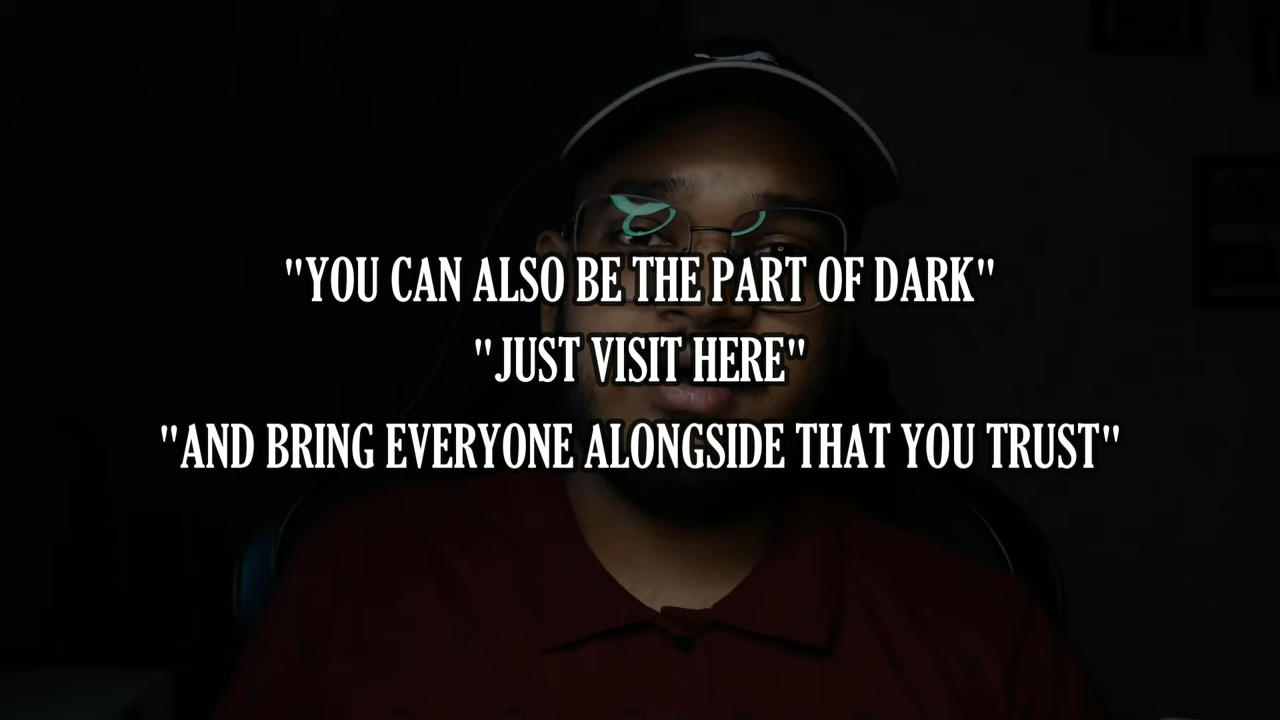 "YOU CAN ALSO BE THE PART OF DARK"
"JUST VISIT HERE"
"AND BRING EVERYONE ALONGSIDE THAT YOU TRUST"